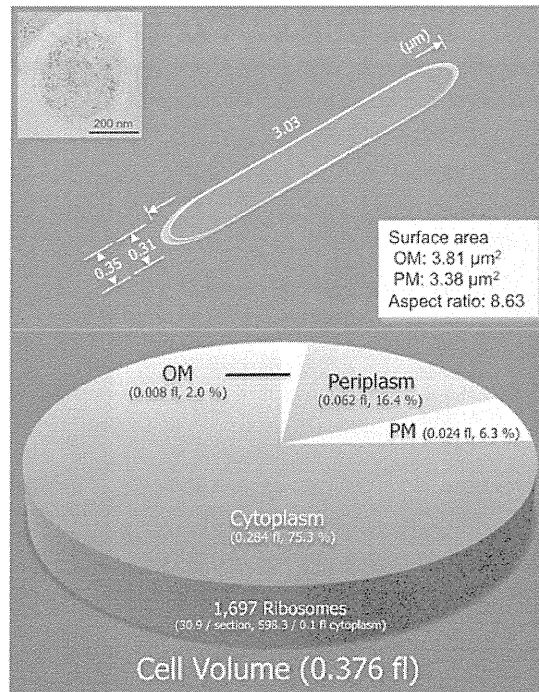 200 nm
(µm)
3.03
0.31
0.35
Surface area
OM: 3.81 µm²
PM: 3.38 µm²
Aspect ratio: 8.63
OM
(0.008 fl, 2.0 %)
Periplasm
(0.062 fl, 16.4 %)
PM (0.024 fl, 6.3 %)
Cytoplasm
(0.284 fl, 75.3 %)
1,697 Ribosomes
(30.9 / section, 598.3 / 0.1 fl cytoplasm)
Cell Volume (0.376 fl)